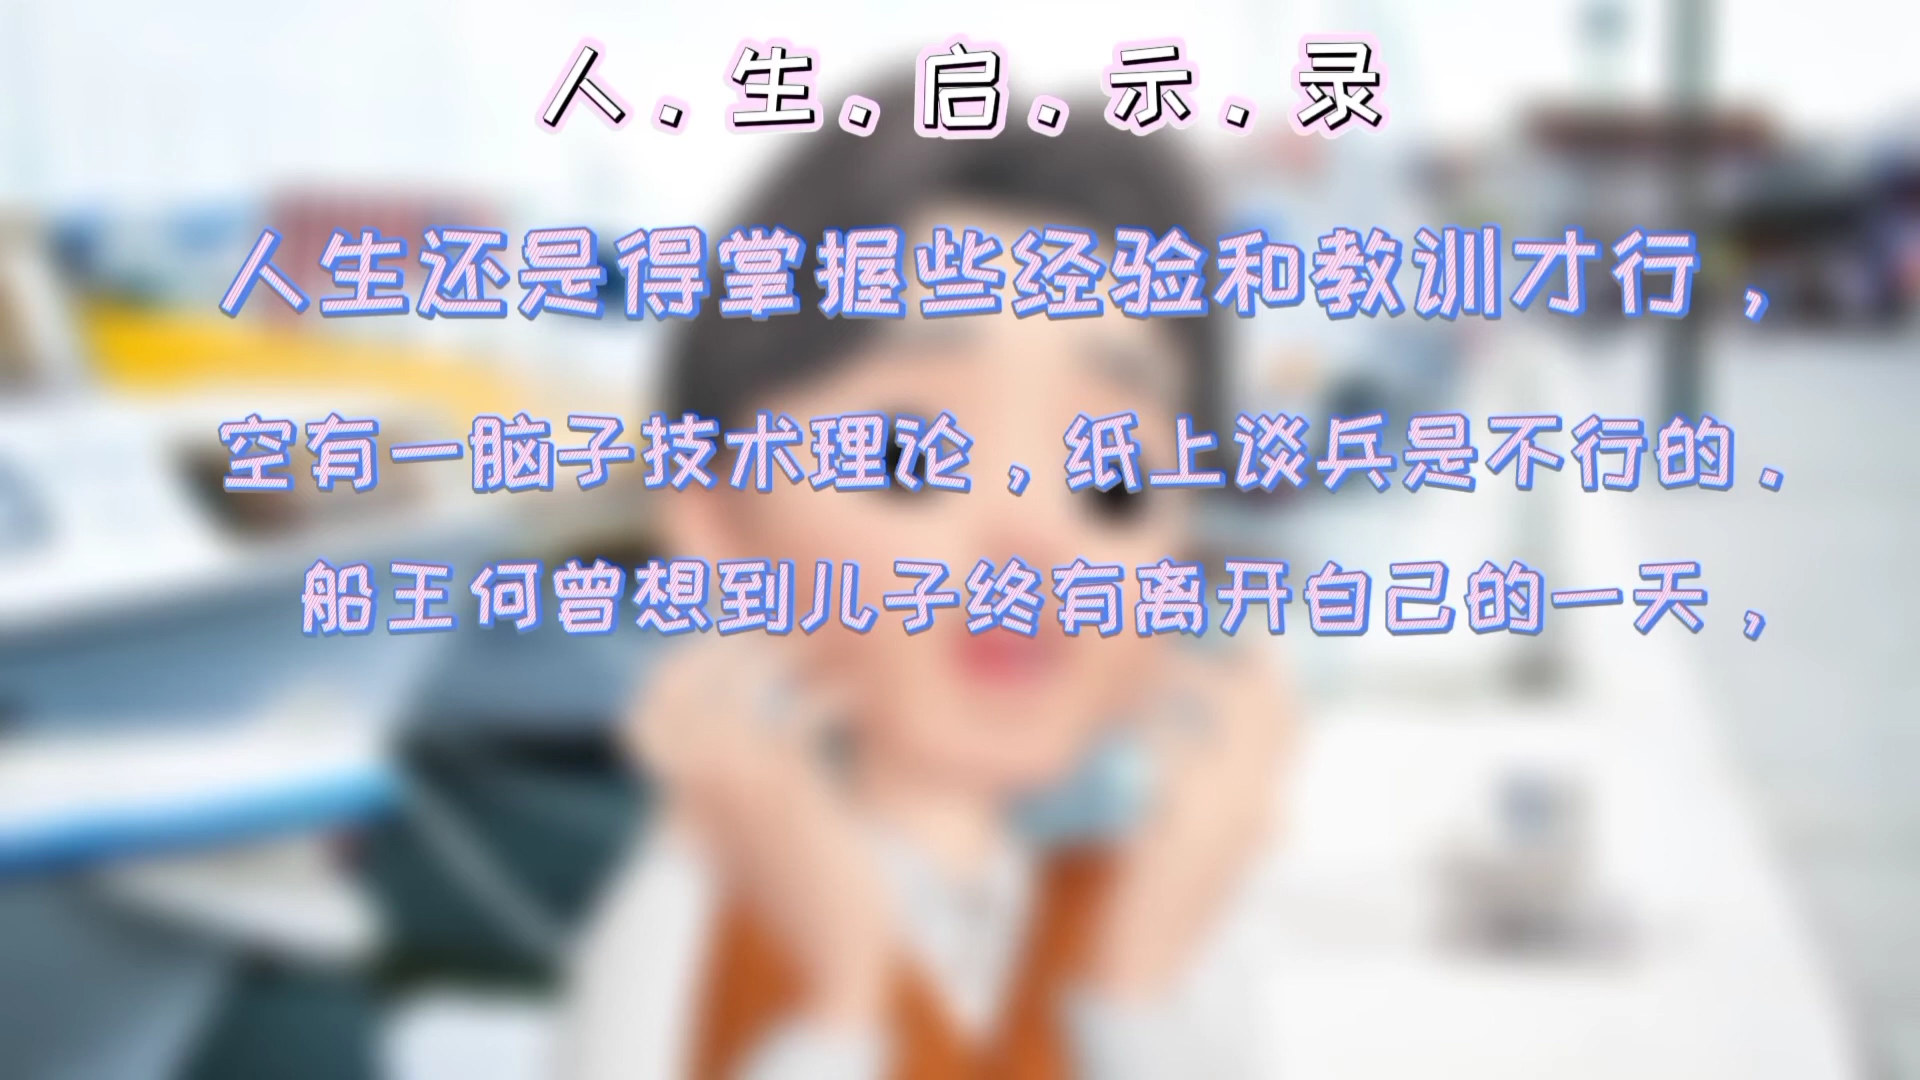 人.生.启.示.录
人生还是得掌握些经验和教训才行，
空有一脑子技术理论，纸上谈兵是不行的.
船王何曾想到儿子终有离开自己的一天，